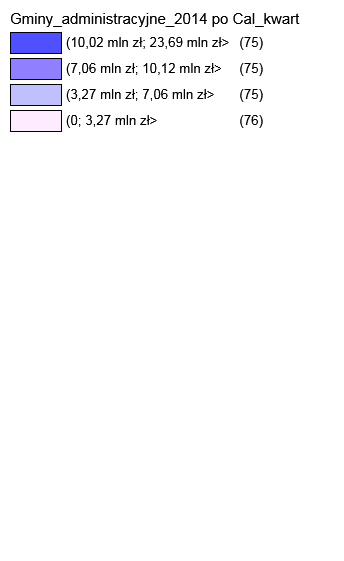 Gminy_administracyjne_2014 po Cal_kwart
(10,02 mln zł; 23,69 mln zł> (75)
(7,06 mln zł; 10,12 mln zł> (75)
(3,27 mln zł; 7,06 mln zł> (75)
(0; 3,27 mln zł> (76)